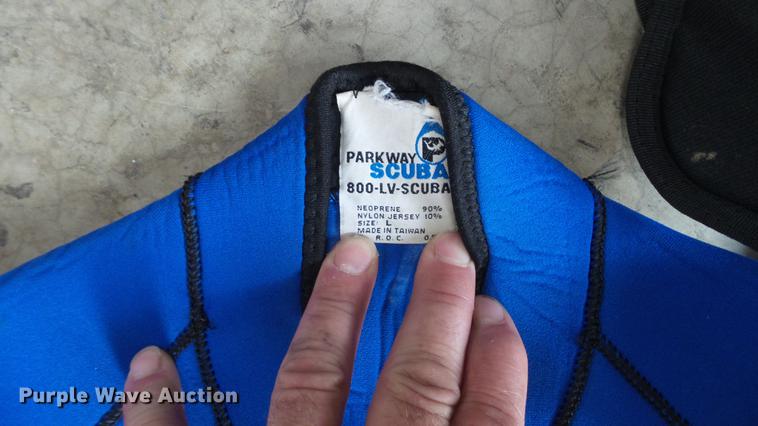 PARKWAY
SCUBA
800-LV-SCUBA
NEOPRENE 90%
NYLON JERSEY 10%
SIZE: L
MADE IN TAIWAN
R.O.C.
Purple Wave Auction